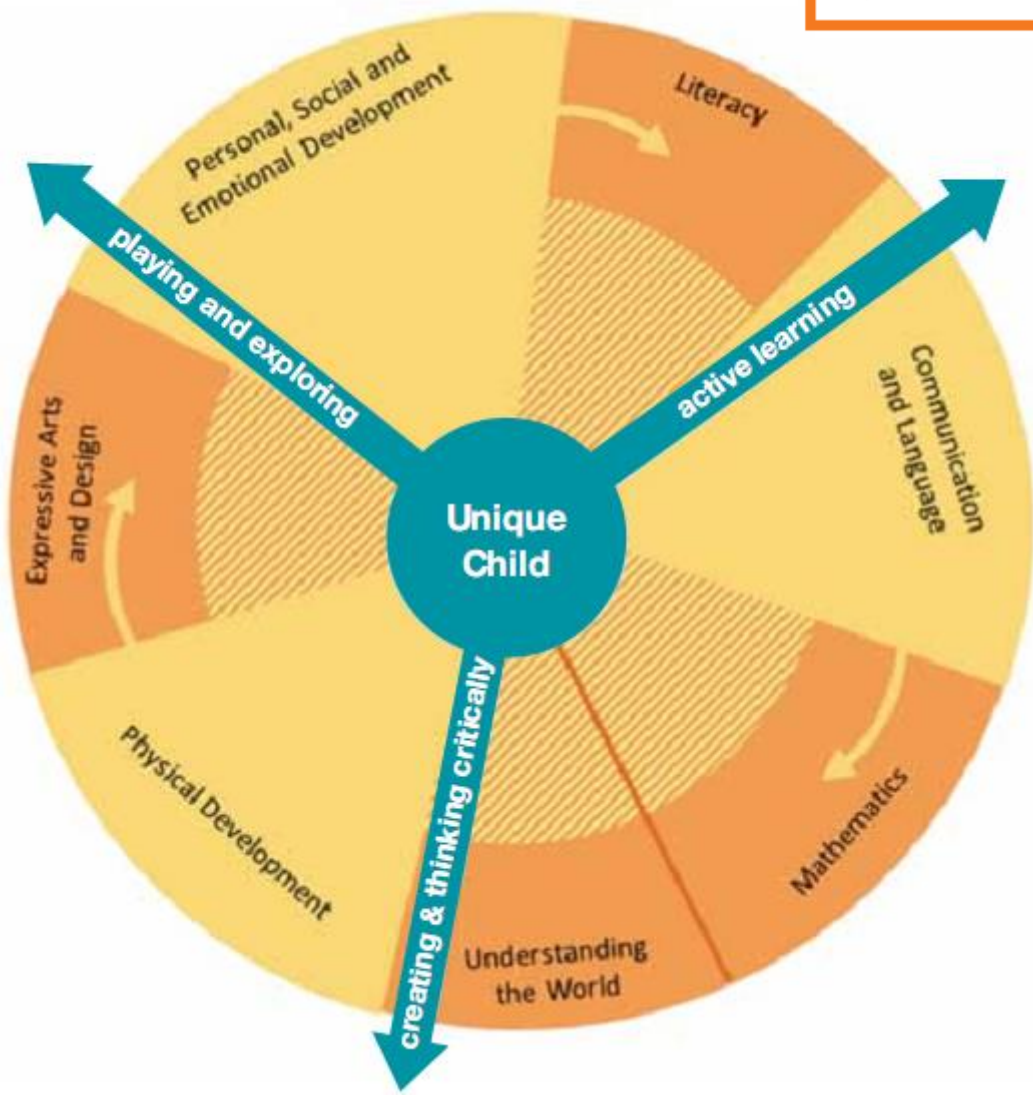 Personal, Social and
Emotional Development
Literacy
playing and exploring
active learning
Communication
and Language
Expressive Arts
and Design
Unique
Child
Physical Development
creating & thinking critically
Mathematics
Understanding
the World